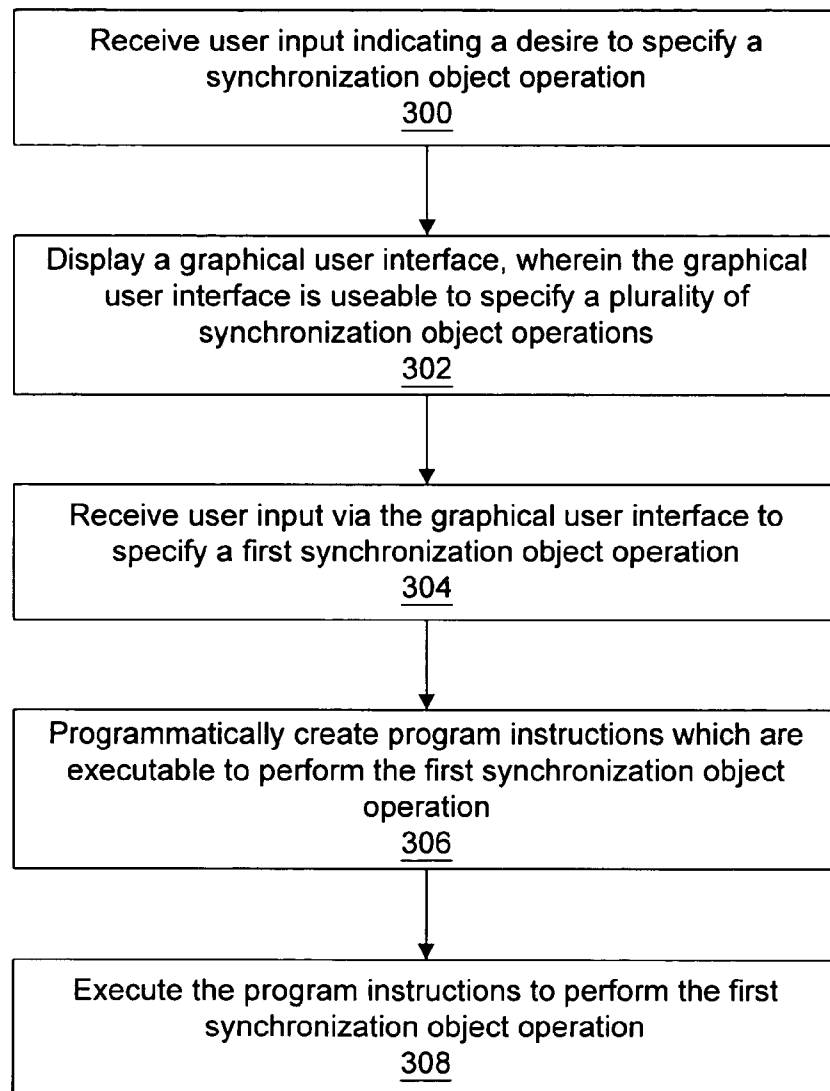 Receive user input indicating a desire to specify a
synchronization object operation
300
Display a graphical user interface, wherein the graphical
user interface is useable to specify a plurality of
synchronization object operations
302
Receive user input via the graphical user interface to
specify a first synchronization object operation
304
Programmatically create program instructions which are
executable to perform the first synchronization object
operation
306
Execute the program instructions to perform the first
synchronization object operation
308